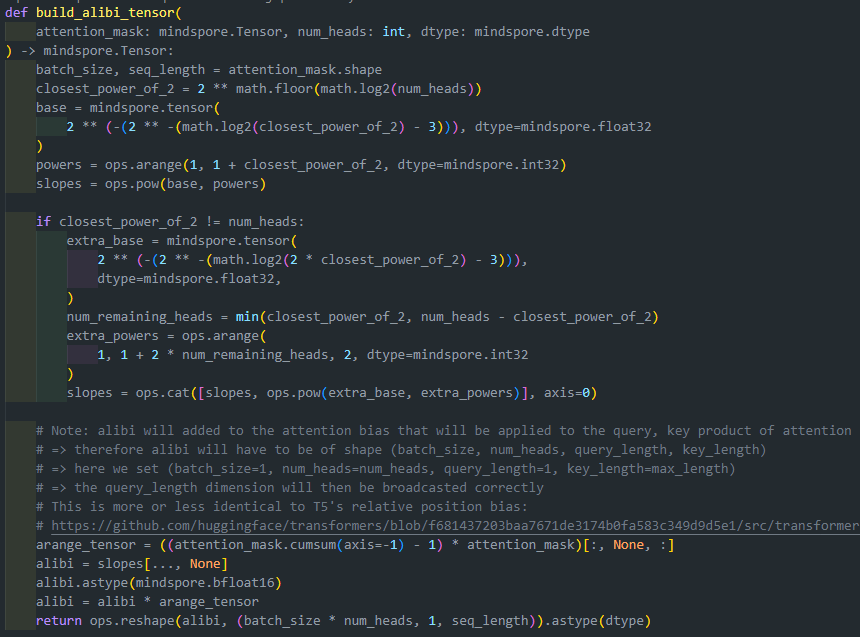 def build_alibi_tensor(
    attention_mask: mindspore.Tensor, num_heads: int, dtype: mindspore.dtype
) -> mindspore.Tensor:
    batch_size, seq_length = attention_mask.shape
    closest_power_of_2 = 2 ** math.floor(math.log2(num_heads))
    base = mindspore.tensor(
        2 ** (-(2 ** -(math.log2(closest_power_of_2) - 3))), dtype=mindspore.float32
    )
    powers = ops.arange(1, 1 + closest_power_of_2, dtype=mindspore.int32)
    slopes = ops.pow(base, powers)

    if closest_power_of_2 != num_heads:
        extra_base = mindspore.tensor(
            2 ** (-(2 ** -(math.log2(2 * closest_power_of_2) - 3))),
            dtype=mindspore.float32,
        )
        num_remaining_heads = min(closest_power_of_2, num_heads - closest_power_of_2)
        extra_powers = ops.arange(
            1, 1 + 2 * num_remaining_heads, 2, dtype=mindspore.int32
        )
        slopes = ops.cat([slopes, ops.pow(extra_base, extra_powers)], axis=0)

    # Note: alibi will added to the attention bias that will be applied to the query, key product of attention
    # => therefore alibi will have to be of shape (batch_size, num_heads, query_length, key_length)
    # => here we set (batch_size=1, num_heads=num_heads, query_length=1, key_length=max_length)
    # => the query_length dimension will then be broadcasted correctly
    # This is more or less identical to T5's relative position bias:
    # https://github.com/huggingface/transformers/blob/f681437203baa7671de3174b0fa583c349d9d5e1/src/transformer
    arange_tensor = ((attention_mask.cumsum(axis=-1) - 1) * attention_mask)[:, None, :]
    alibi = slopes[..., None]
    alibi.astype(mindspore.bfloat16)
    alibi = alibi * arange_tensor
    return ops.reshape(alibi, (batch_size * num_heads, 1, seq_length)).astype(dtype)